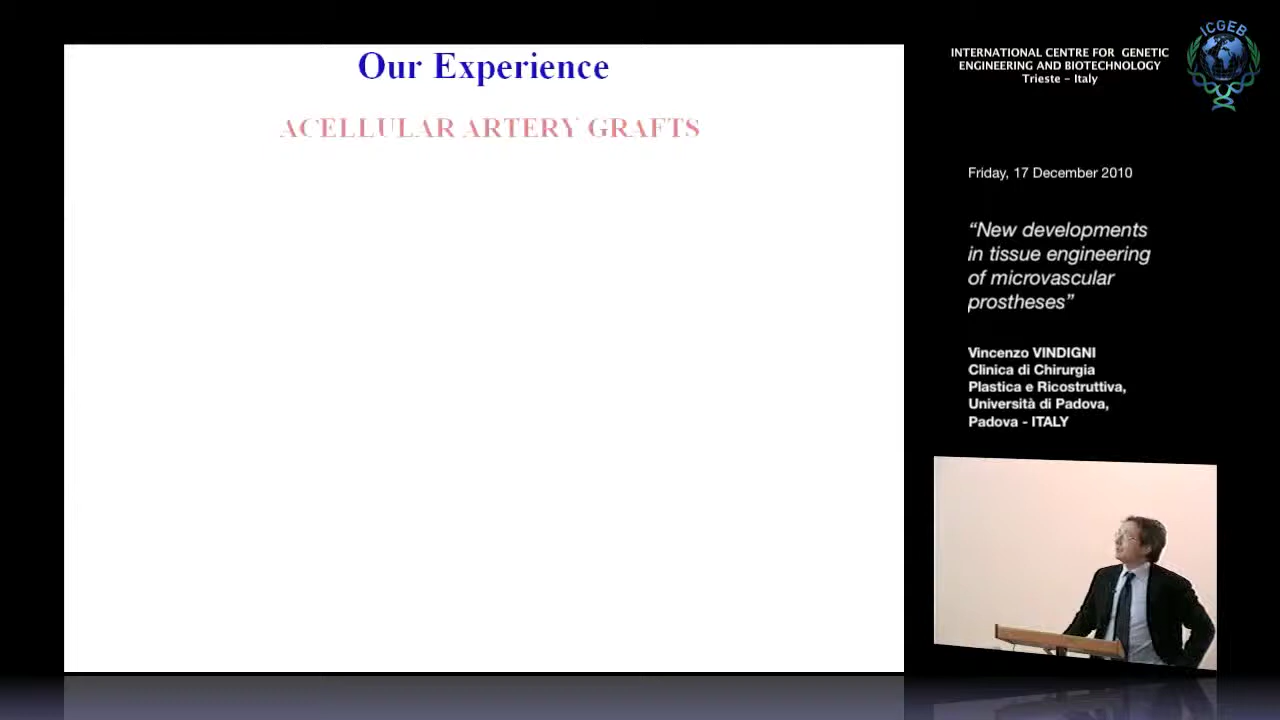 Our Experience
ACELLULAR ARTERY GRAFTS
INTERNATIONAL CENTRE FOR GENETIC
ENGINEERING AND BIOTECHNOLOGY
Trieste - Italy
ICGEB
Friday, 17 December 2010
“New developments
in tissue engineering
of microvascular
prostheses”
Vincenzo VINDIGNI
Clinica di Chirurgia
Plastica e Ricostruttiva,
Università di Padova,
Padova - ITALY